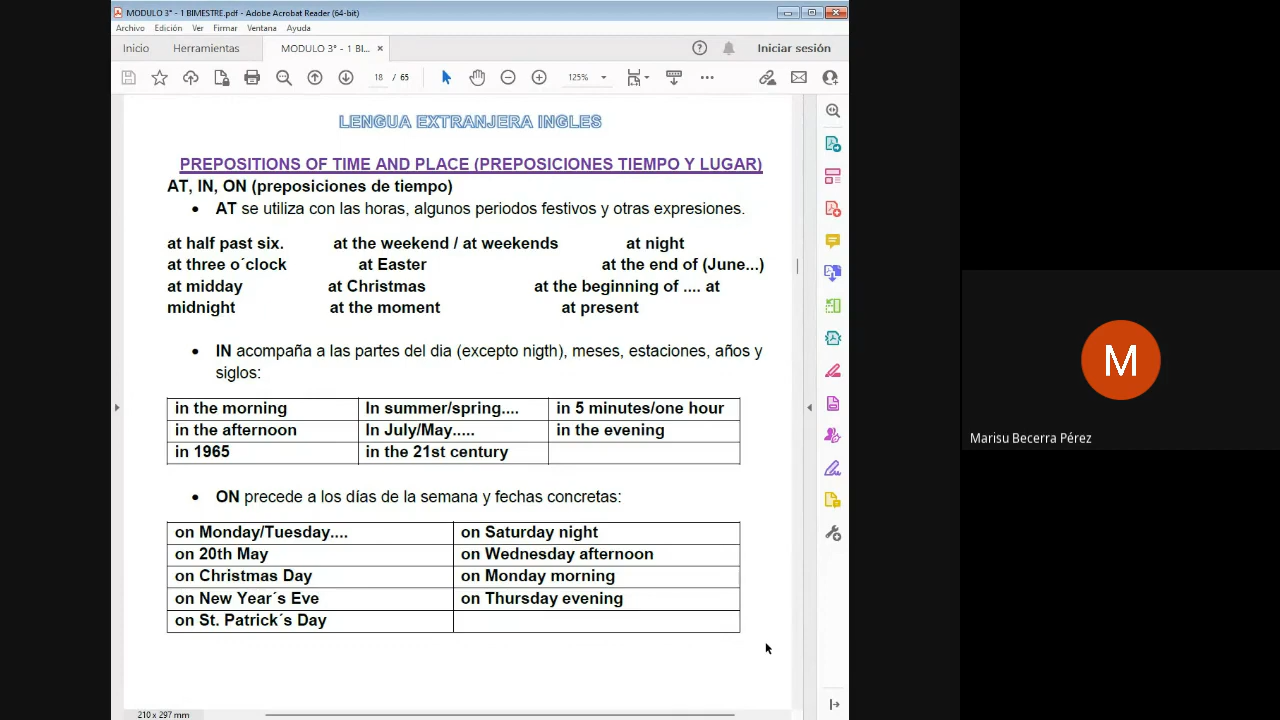 MODULO 3° - 1 BIMESTRE.pdf - Adobe Acrobat Reader (64-bit)
Archivo Edición Ver Firmar Ventana Ayuda
Inicio Herramientas MODULO 3° - 1 BI... × Iniciar sesión
18 / 65 125%
LENGUA EXTRANJERA INGLES
PREPOSITIONS OF TIME AND PLACE (PREPOSICIONES TIEMPO Y LUGAR)
AT, IN, ON (preposiciones de tiempo)
• AT se utiliza con las horas, algunos periodos festivos y otras expresiones.
at half past six. at the weekend / at weekends at night
at three o´clock at Easter at the end of (June...)
at midday at Christmas at the beginning of .... at
midnight at the moment at present
• IN acompaña a las partes del dia (excepto nigth), meses, estaciones, años y
siglos:
in the morning In summer/spring.... in 5 minutes/one hour
in the afternoon In July/May..... in the evening
in 1965 in the 21st century
• ON precede a los días de la semana y fechas concretas:
on Monday/Tuesday.... on Saturday night
on 20th May on Wednesday afternoon
on Christmas Day on Monday morning
on New Year´s Eve on Thursday evening
on St. Patrick´s Day
210 x 297 mm
M
Marisu Becerra Pérez